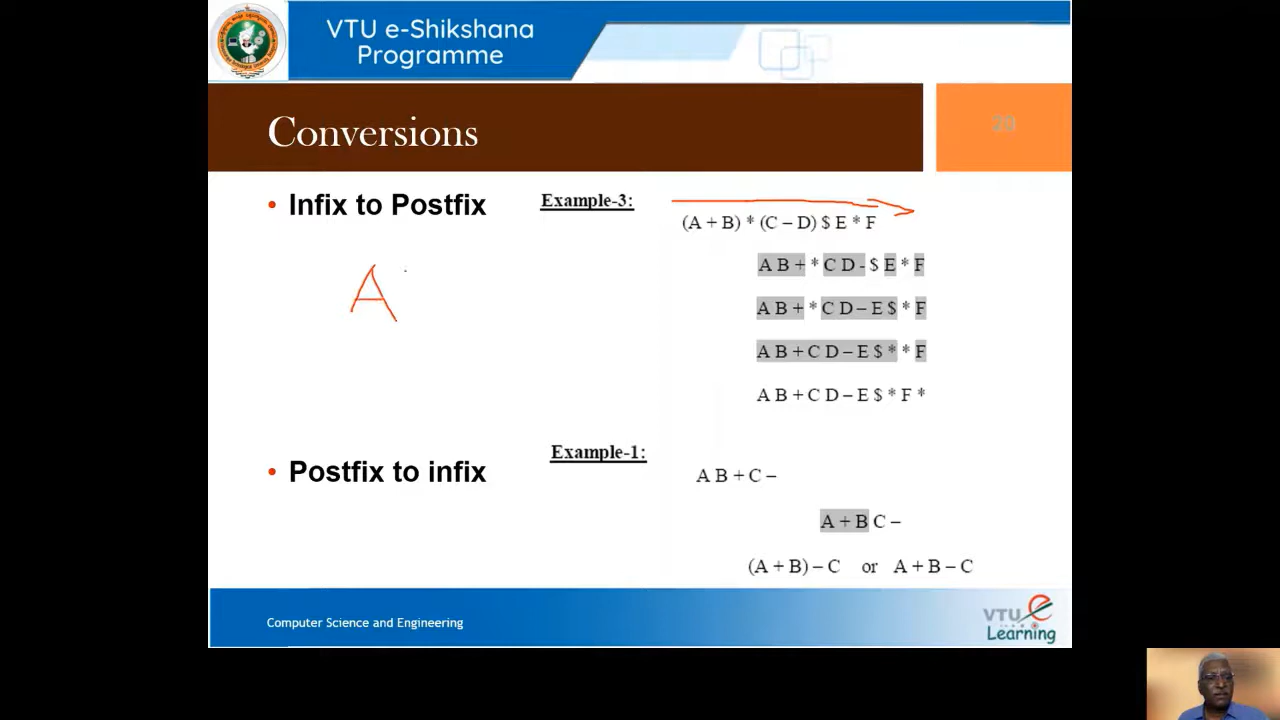 VTU e-Shikshana
Programme
Conversions
20
• Infix to Postfix
Example-3:
(A + B) * (C – D) $ E * F
A B + * C D - $ E * F
A
A B + * C D – E $ * F
A B + C D – E $ * * F
A B + C D – E $ * F *
• Postfix to infix
Example-1:
A B + C –
A + B C –
(A + B) – C or A + B – C
Computer Science and Engineering
VTU e
Learning